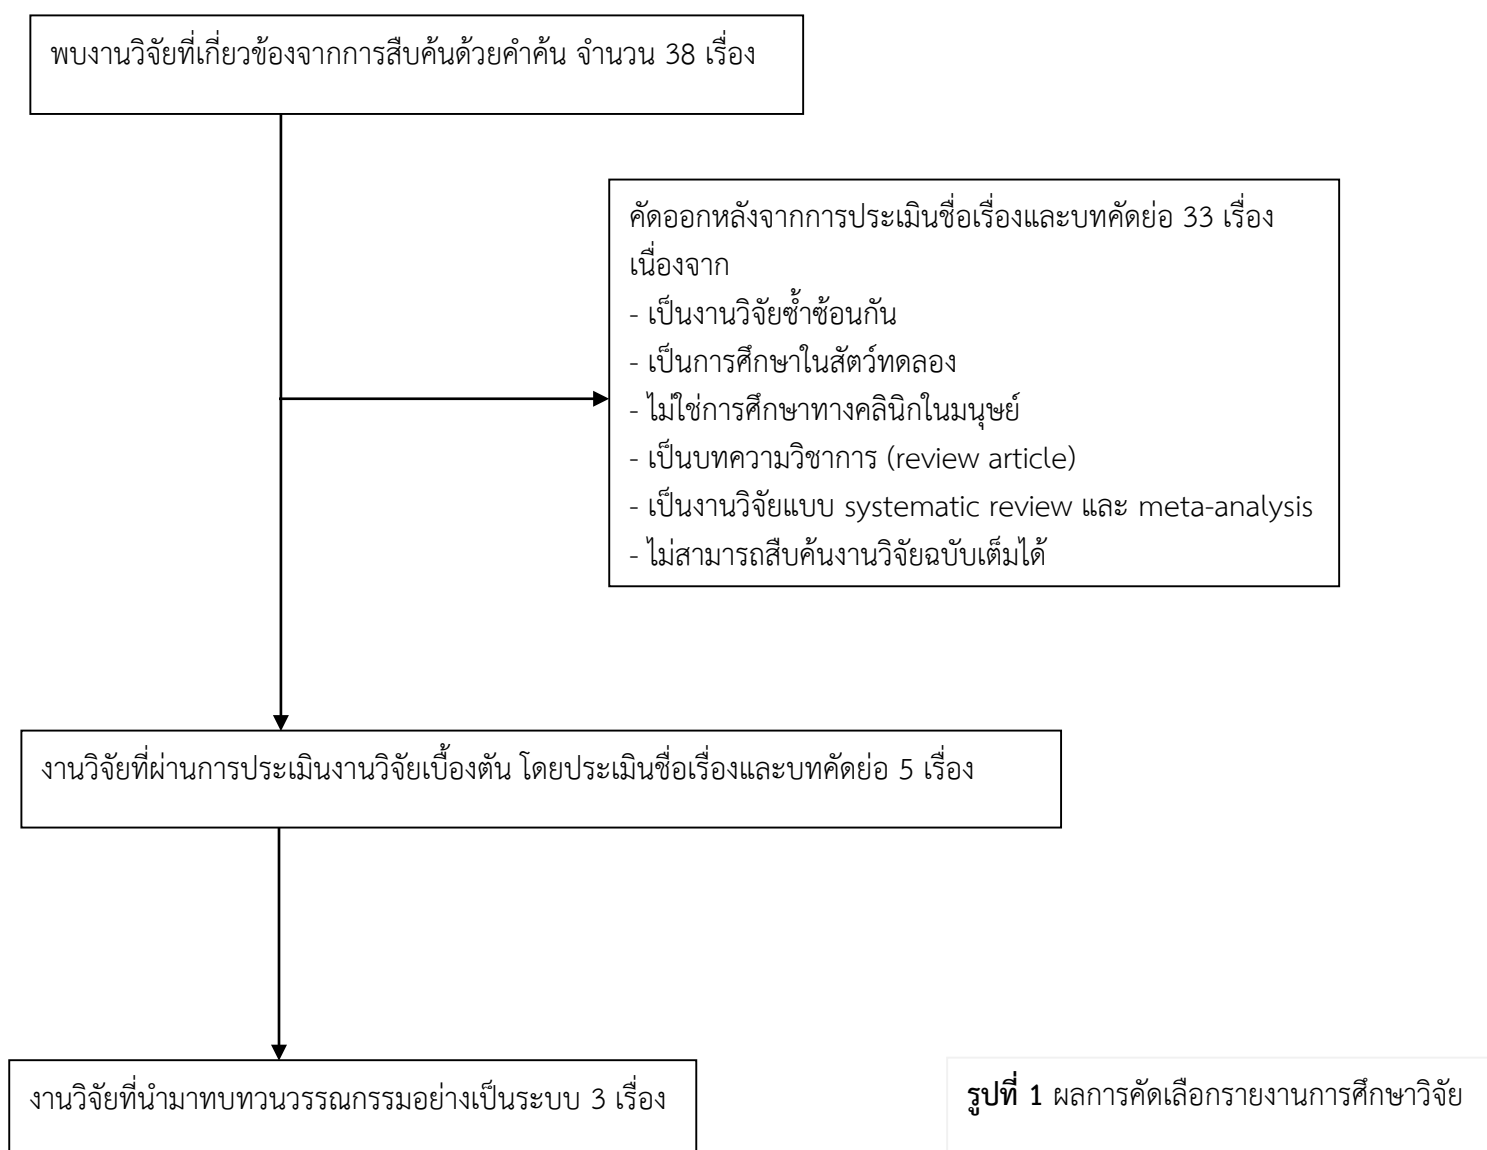 พบงานวิจัยที่เกี่ยวข้องจากการสืบค้นด้วยคำค้น จำนวน 38 เรื่อง
คัดออกหลังจากการประเมินชื่อเรื่องและบทคัดย่อ 33 เรื่อง
เนื่องจาก
- เป็นงานวิจัยซ้ำซ้อนกัน
- เป็นการศึกษาในสัตว์ทดลอง
- ไม่ใช่การศึกษาทางคลินิกในมนุษย์
- เป็นบทความวิชาการ (review article)
- เป็นงานวิจัยแบบ systematic review และ meta-analysis
- ไม่สามารถสืบค้นงานวิจัยฉบับเต็มได้
งานวิจัยที่ผ่านการประเมินงานวิจัยเบื้องตัน โดยประเมินชื่อเรื่องและบทคัดย่อ 5 เรื่อง
งานวิจัยที่นำมาทบทวนวรรณกรรมอย่างเป็นระบบ 3 เรื่อง
รูปที่ 1 ผลการคัดเลือกรายงานการศึกษาวิจัย